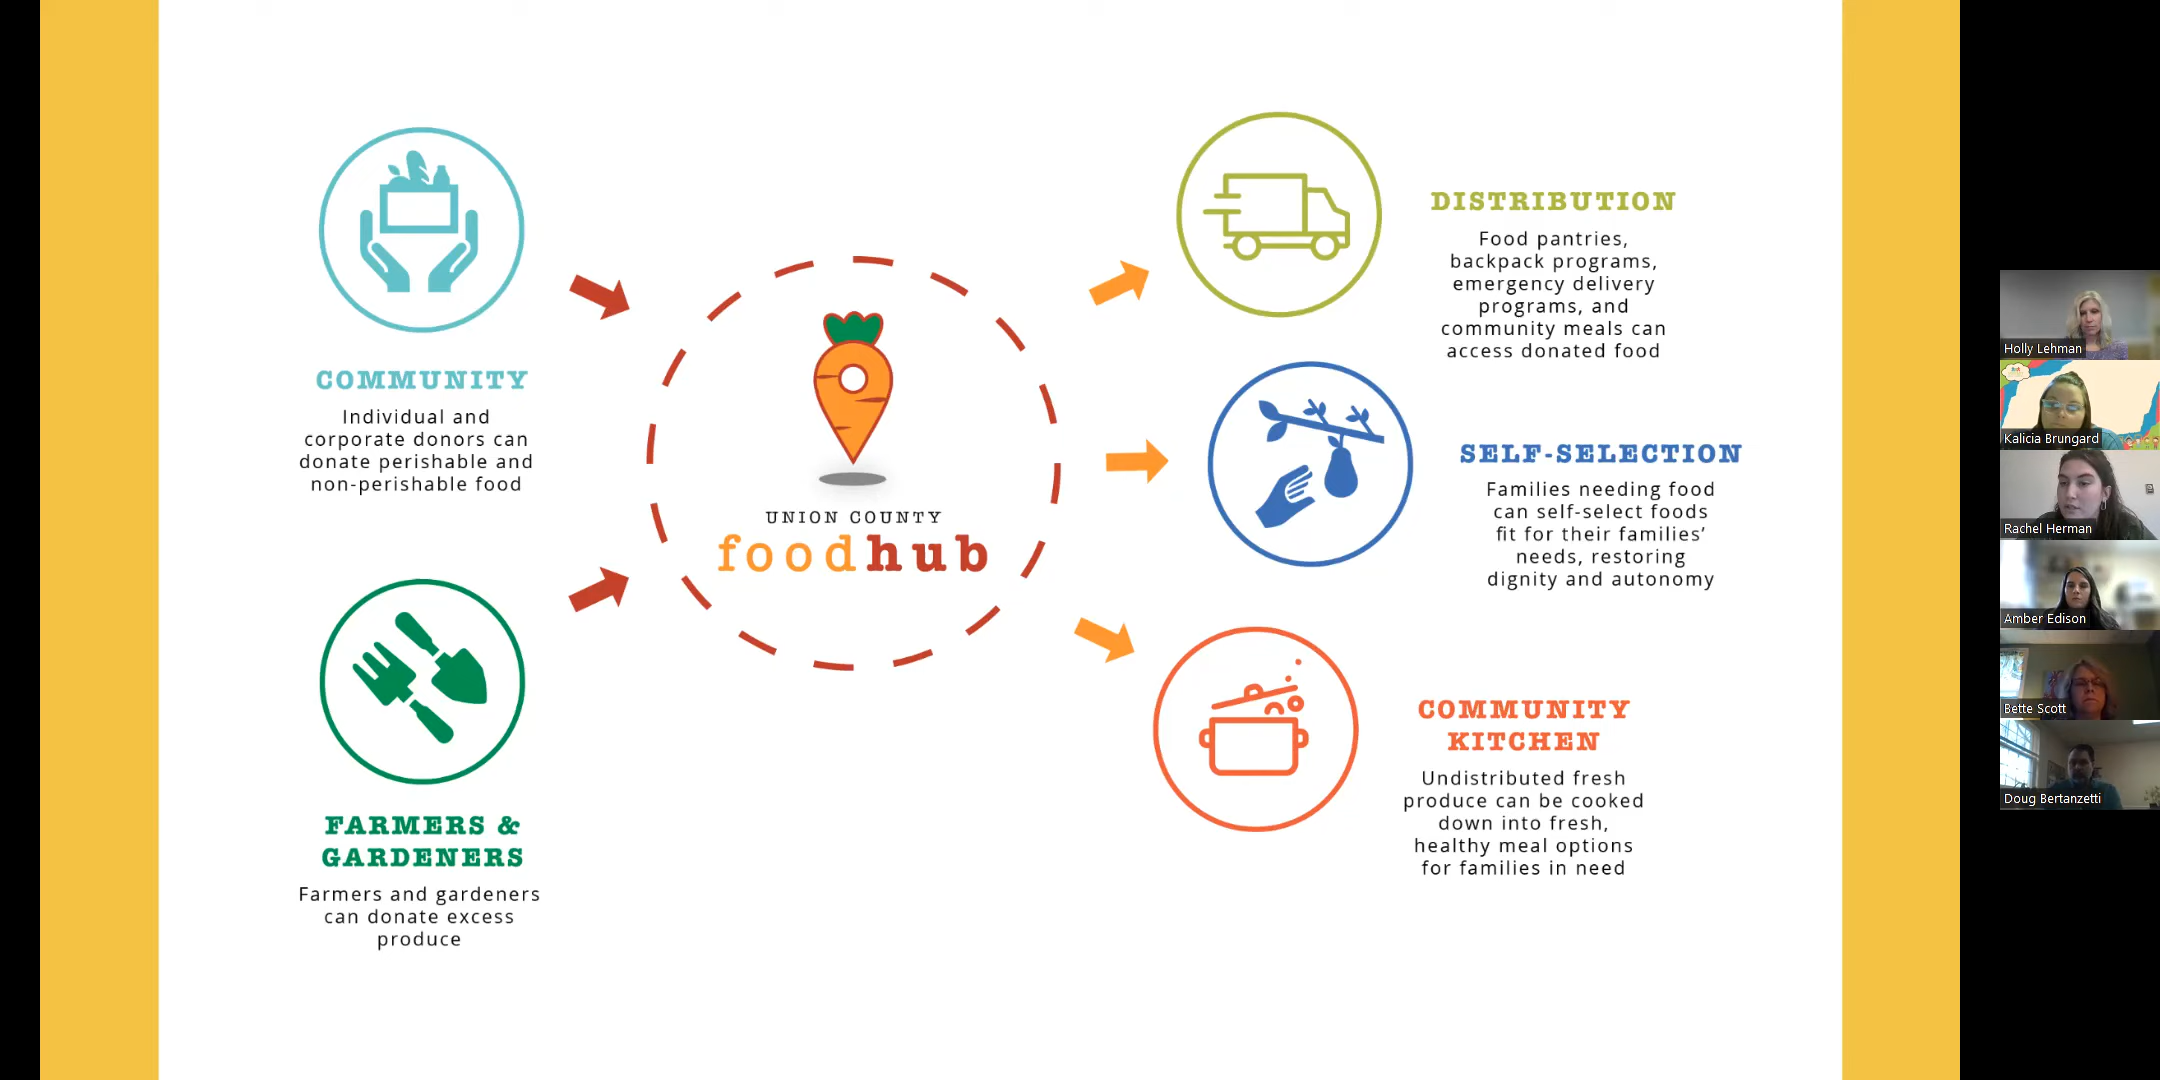 COMMUNITY
Individual and
corporate donors can
donate perishable and
non-perishable food
FARMERS &
GARDENERS
Farmers and gardeners
can donate excess
produce
UNION COUNTY
foodhub
DISTRIBUTION
Food pantries,
backpack programs,
emergency delivery
programs, and
community meals can
access donated food
SELF-SELECTION
Families needing food
can self-select foods
fit for their families’
needs, restoring
dignity and autonomy
COMMUNITY
KITCHEN
Undistributed fresh
produce can be cooked
down into fresh,
healthy meal options
for families in need
Holly Lehman
Kalicia Brungard
Rachel Herman
Amber Edison
Bette Scott
Doug Bertanzetti